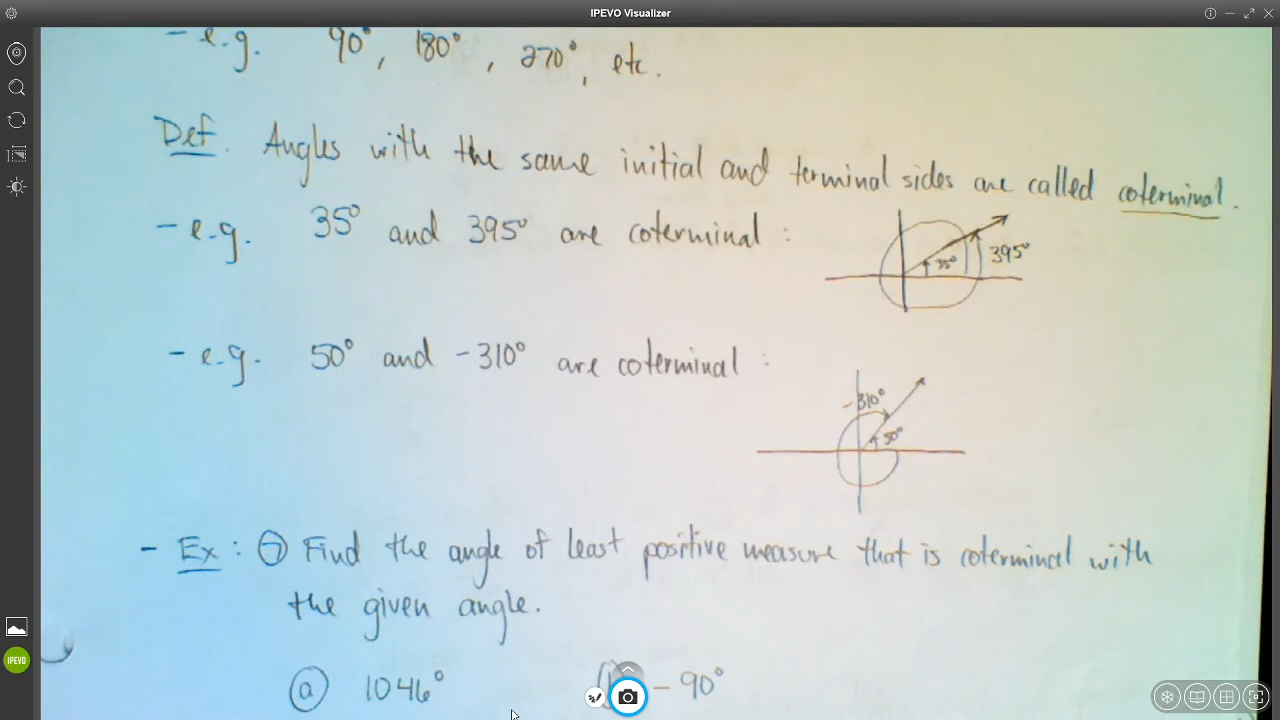 IPEVO Visualizer
- e.g. 90°, 180°, 270°, etc.
Def. Angles with the same initial and terminal sides are called coterminal.
- e.g. 35° and 395° are coterminal :
35° 395°
- e.g. 50° and -310° are coterminal :
-310°
50°
- Ex: ⑦ Find the angle of least positive measure that is coterminal with
the given angle.
ⓐ 1046° - 90°
IPEVO